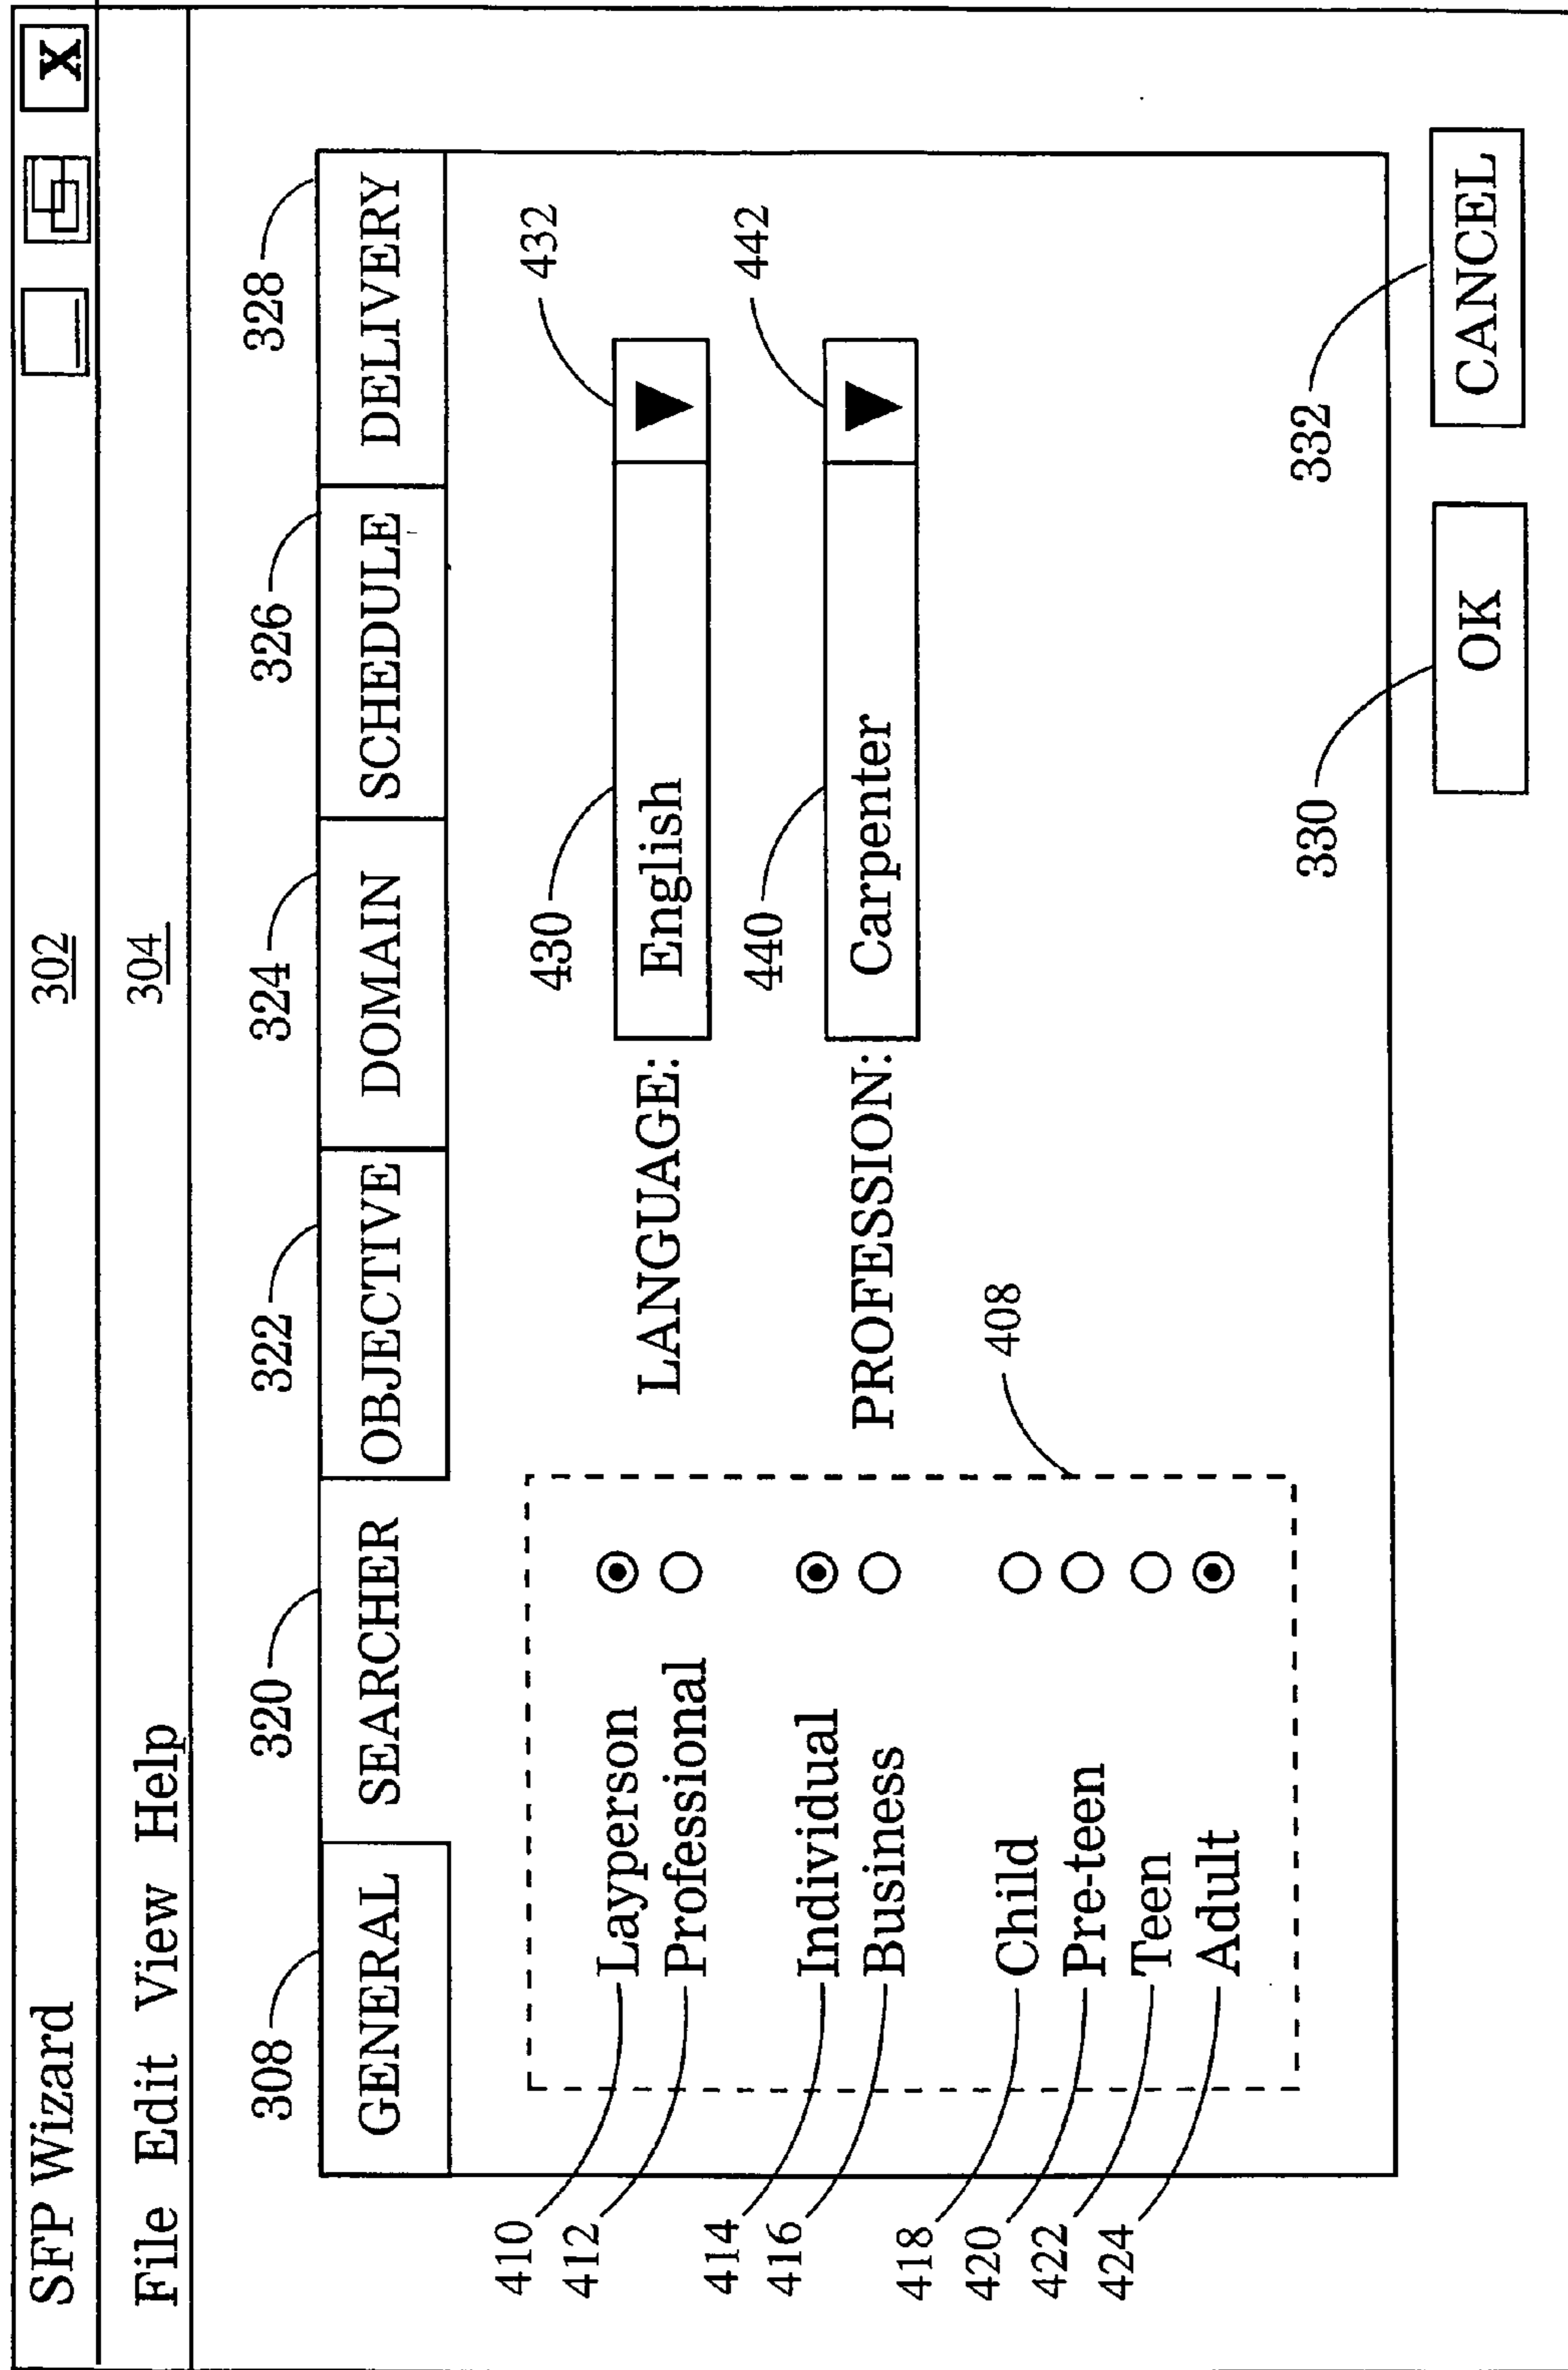 SFP Wizard 302 X
304
File Edit View Help
308 320 322 324 326 328
GENERAL SEARCHER OBJECTIVE DOMAIN SCHEDULE DELIVERY
430 432
410 Layperson
LANGUAGE: English
412 Professional
440 442
414 Individual
PROFESSION: Carpenter
416 Business
408
418 Child
420 Pre-teen
422 Teen
424 Adult
330 332
OK CANCEL